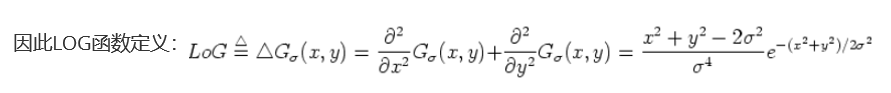 因此LOG函数定义：LoG ≜ △G_σ(x, y) = ∂²/∂x² G_σ(x, y)+∂²/∂y² G_σ(x, y) = (x² + y² − 2σ²)/σ⁴ e^{−(x²+y²)/2σ²}